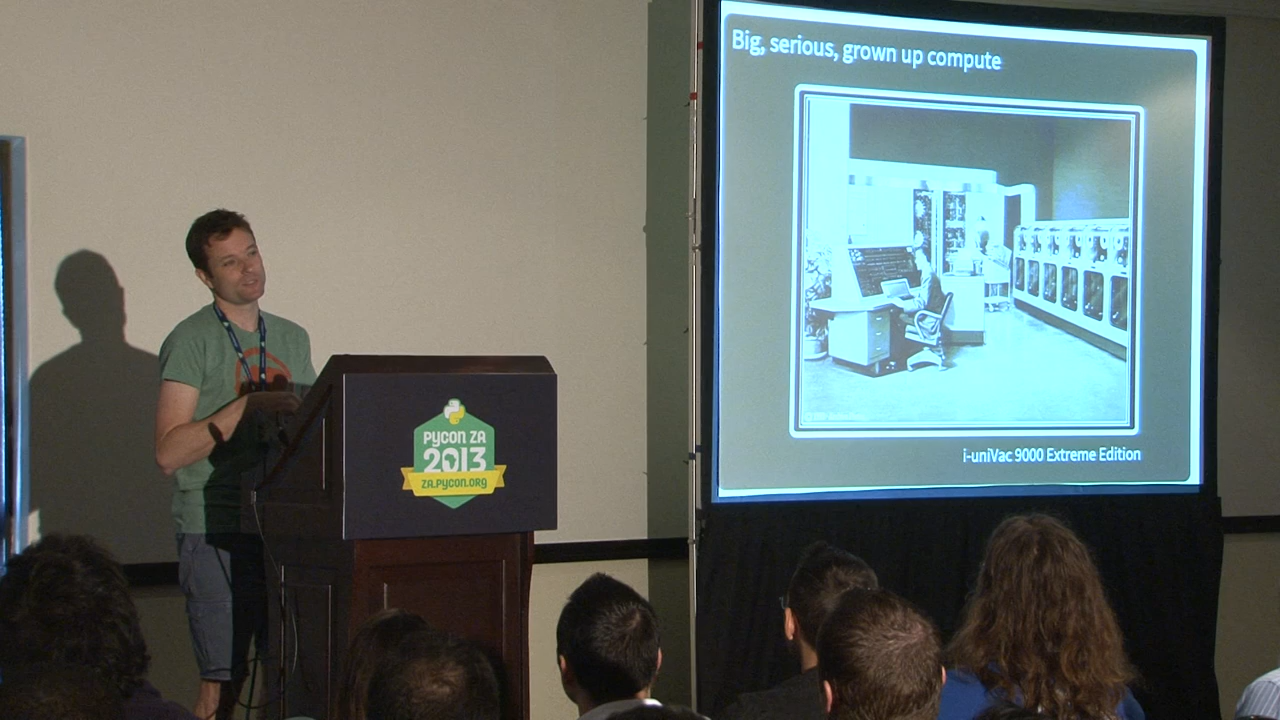 Big, serious, grown up compute
i-uniVac 9000 Extreme Edition
PYCON ZA
2013
ZA.PYCON.ORG